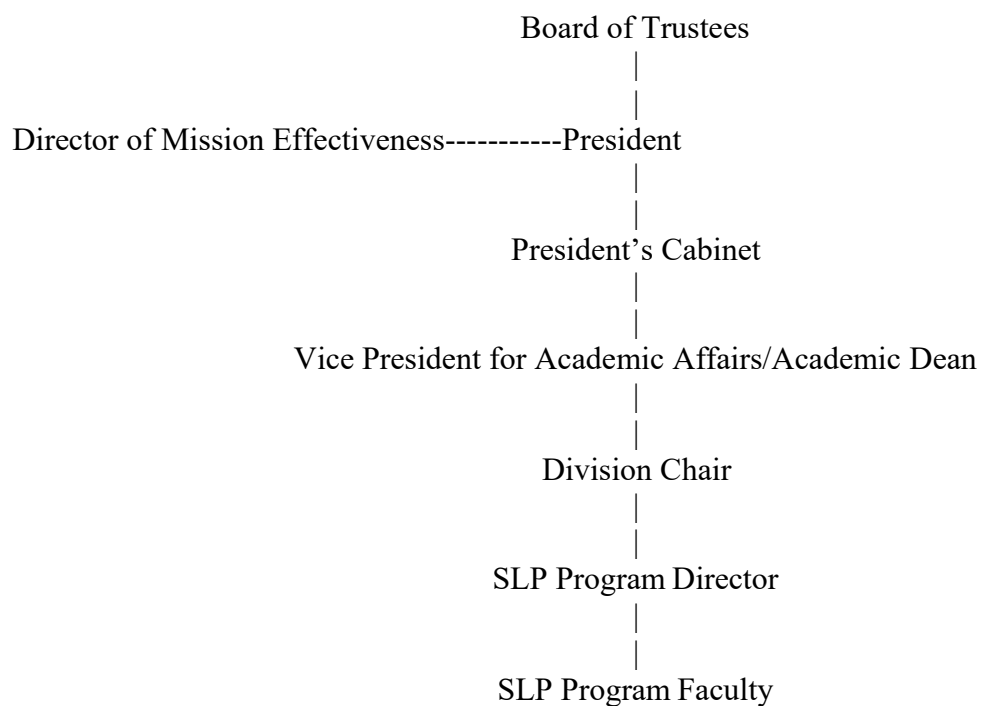 Board of Trustees
|
|
Director of Mission Effectiveness-----------President
|
|
President’s Cabinet
|
|
Vice President for Academic Affairs/Academic Dean
|
|
Division Chair
|
|
SLP Program Director
|
|
SLP Program Faculty